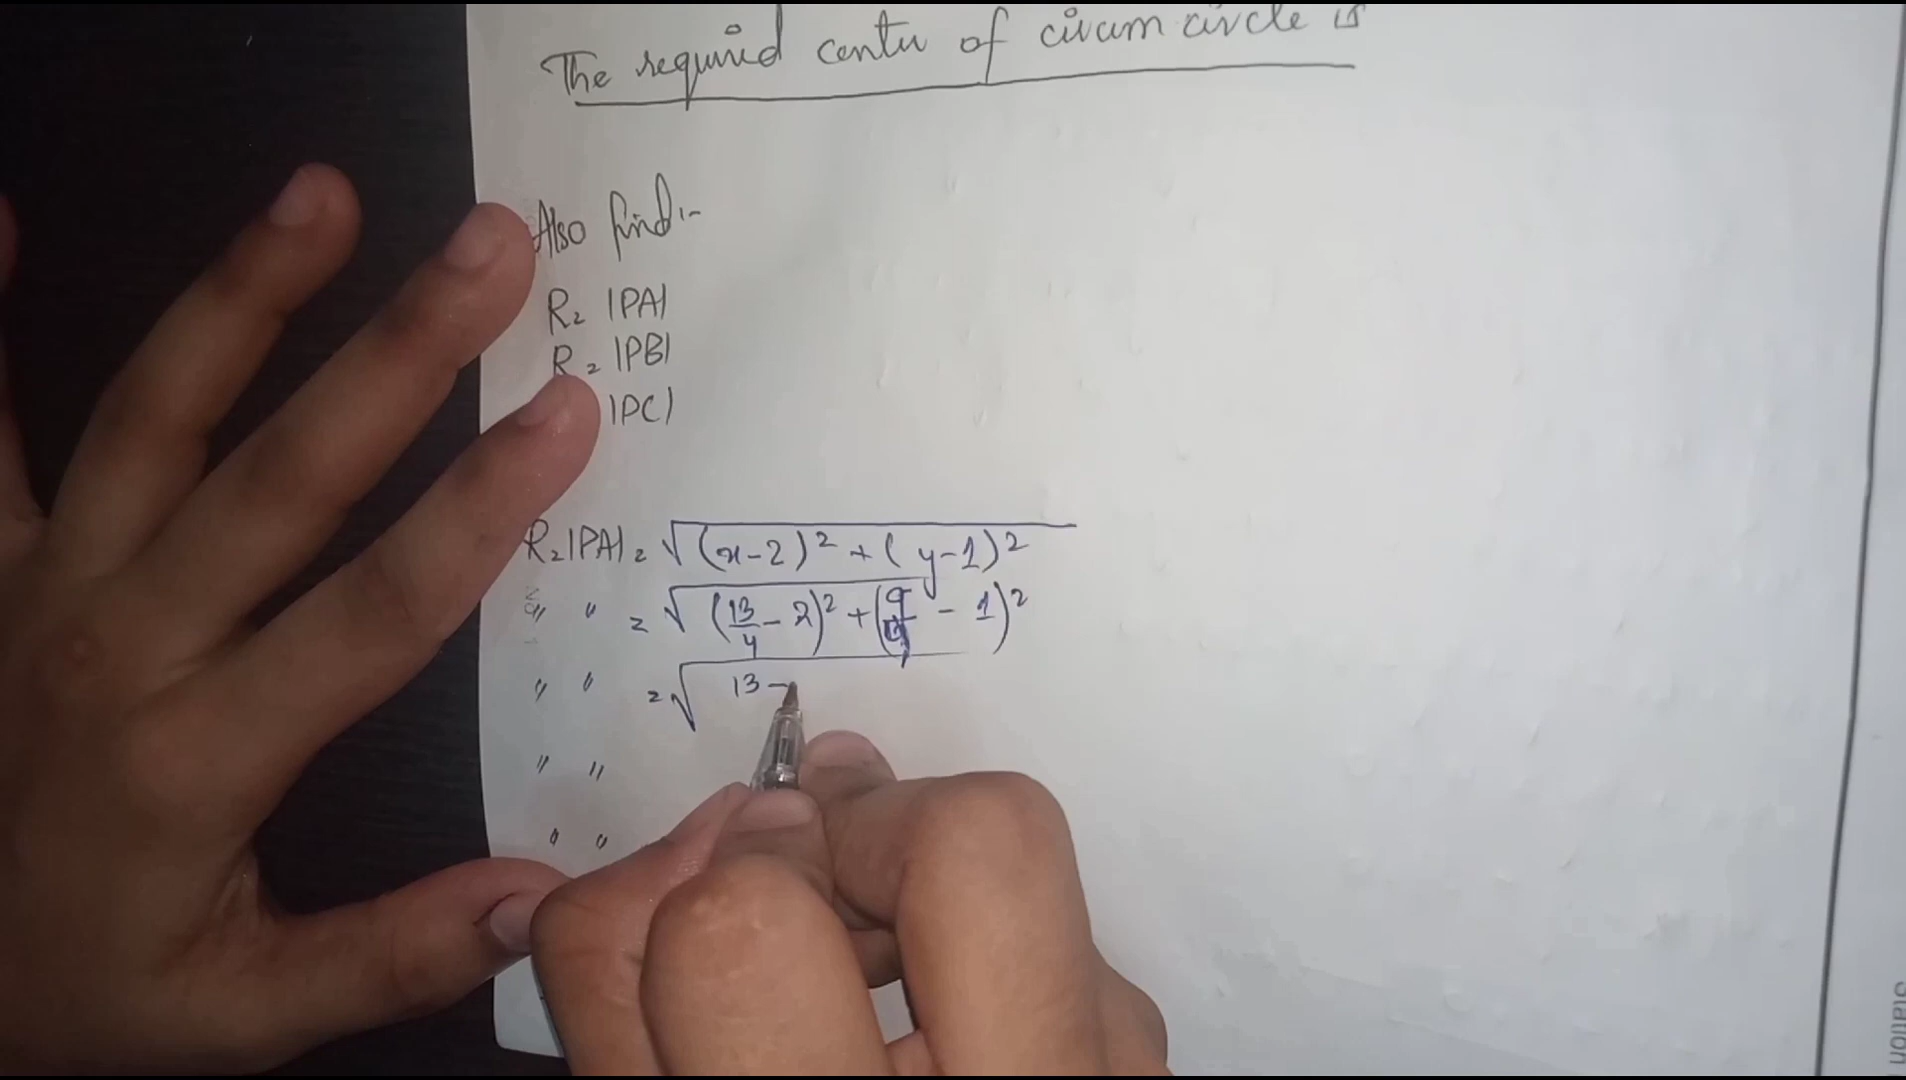 The required center of circum circle is
Also find:-
R = |PA|
R = |PB|
|PC|
R = |PA| = √(x-2)² + (y-1)²
" " = √(13/4 - 2)² + (9/4 - 1)²
" " = √ 13 -
" "
" "